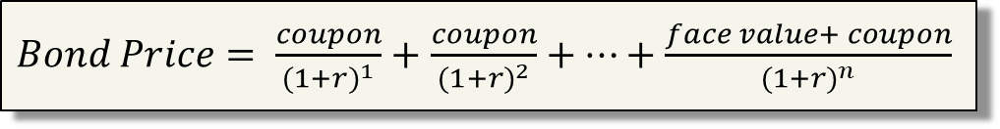 Bond Price = coupon/(1+r)^1 + coupon/(1+r)^2 + ⋯ + face value+ coupon/(1+r)^n